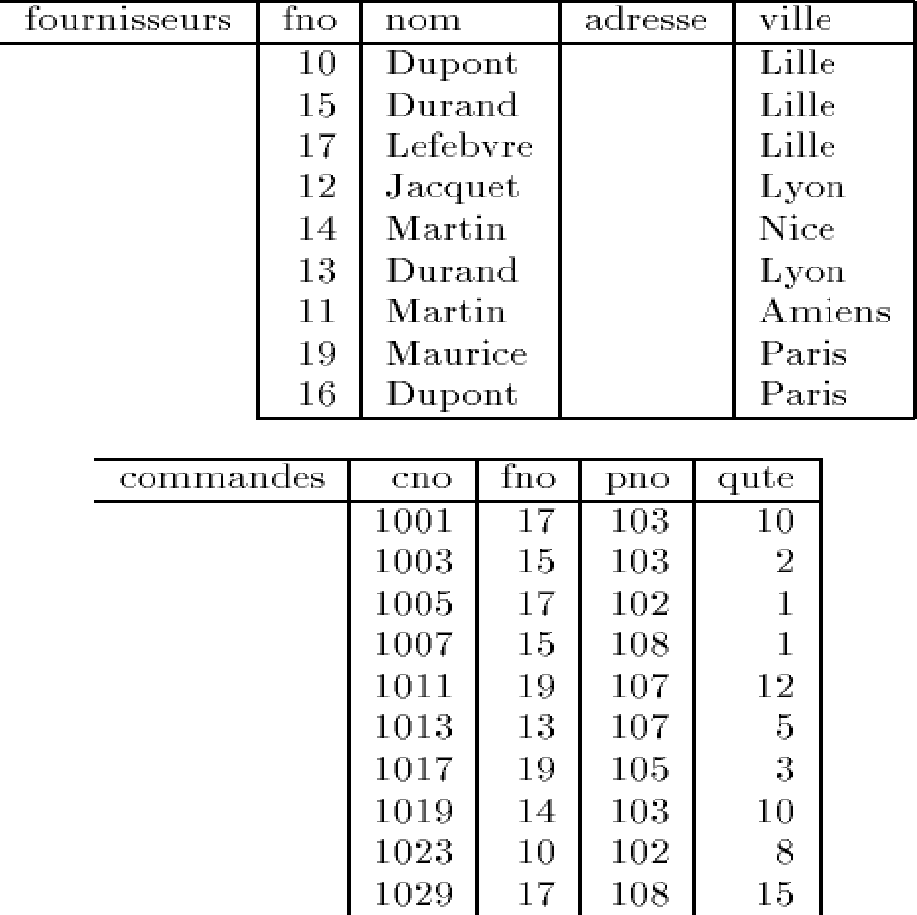 fournisseurs fno nom adresse ville
10 Dupont Lille
15 Durand Lille
17 Lefebvre Lille
12 Jacquet Lyon
14 Martin Nice
13 Durand Lyon
11 Martin Amiens
19 Maurice Paris
16 Dupont Paris
commandes cno fno pno qute
1001 17 103 10
1003 15 103 2
1005 17 102 1
1007 15 108 1
1011 19 107 12
1013 13 107 5
1017 19 105 3
1019 14 103 10
1023 10 102 8
1029 17 108 15